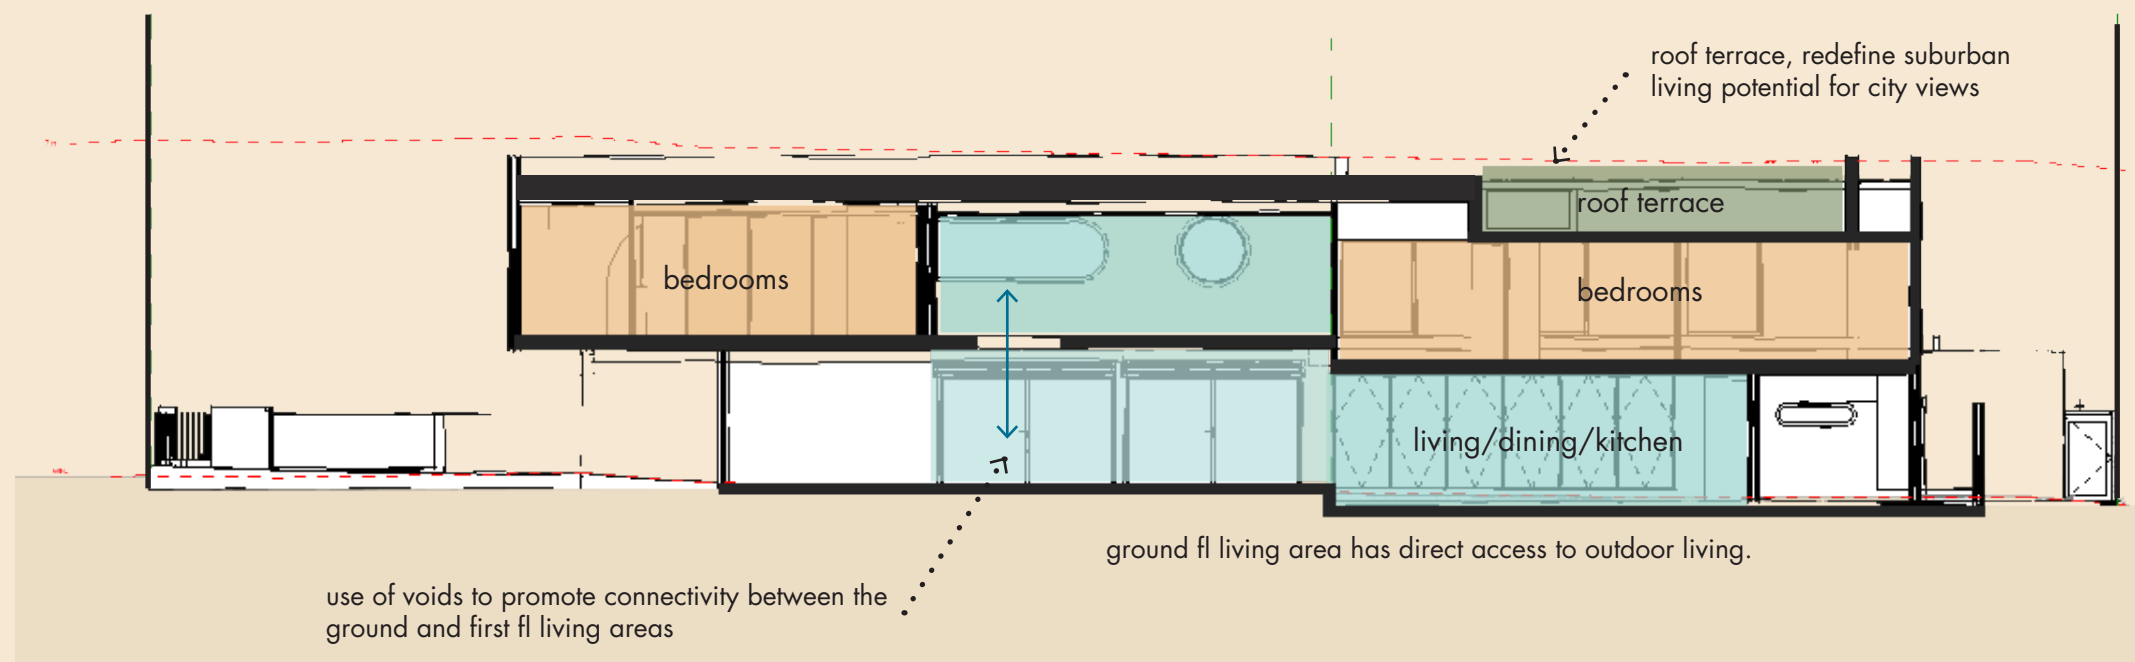 roof terrace, redefine suburban
living potential for city views
roof terrace
bedrooms
bedrooms
living/dining/kitchen
ground fl living area has direct access to outdoor living.
use of voids to promote connectivity between the
ground and first fl living areas